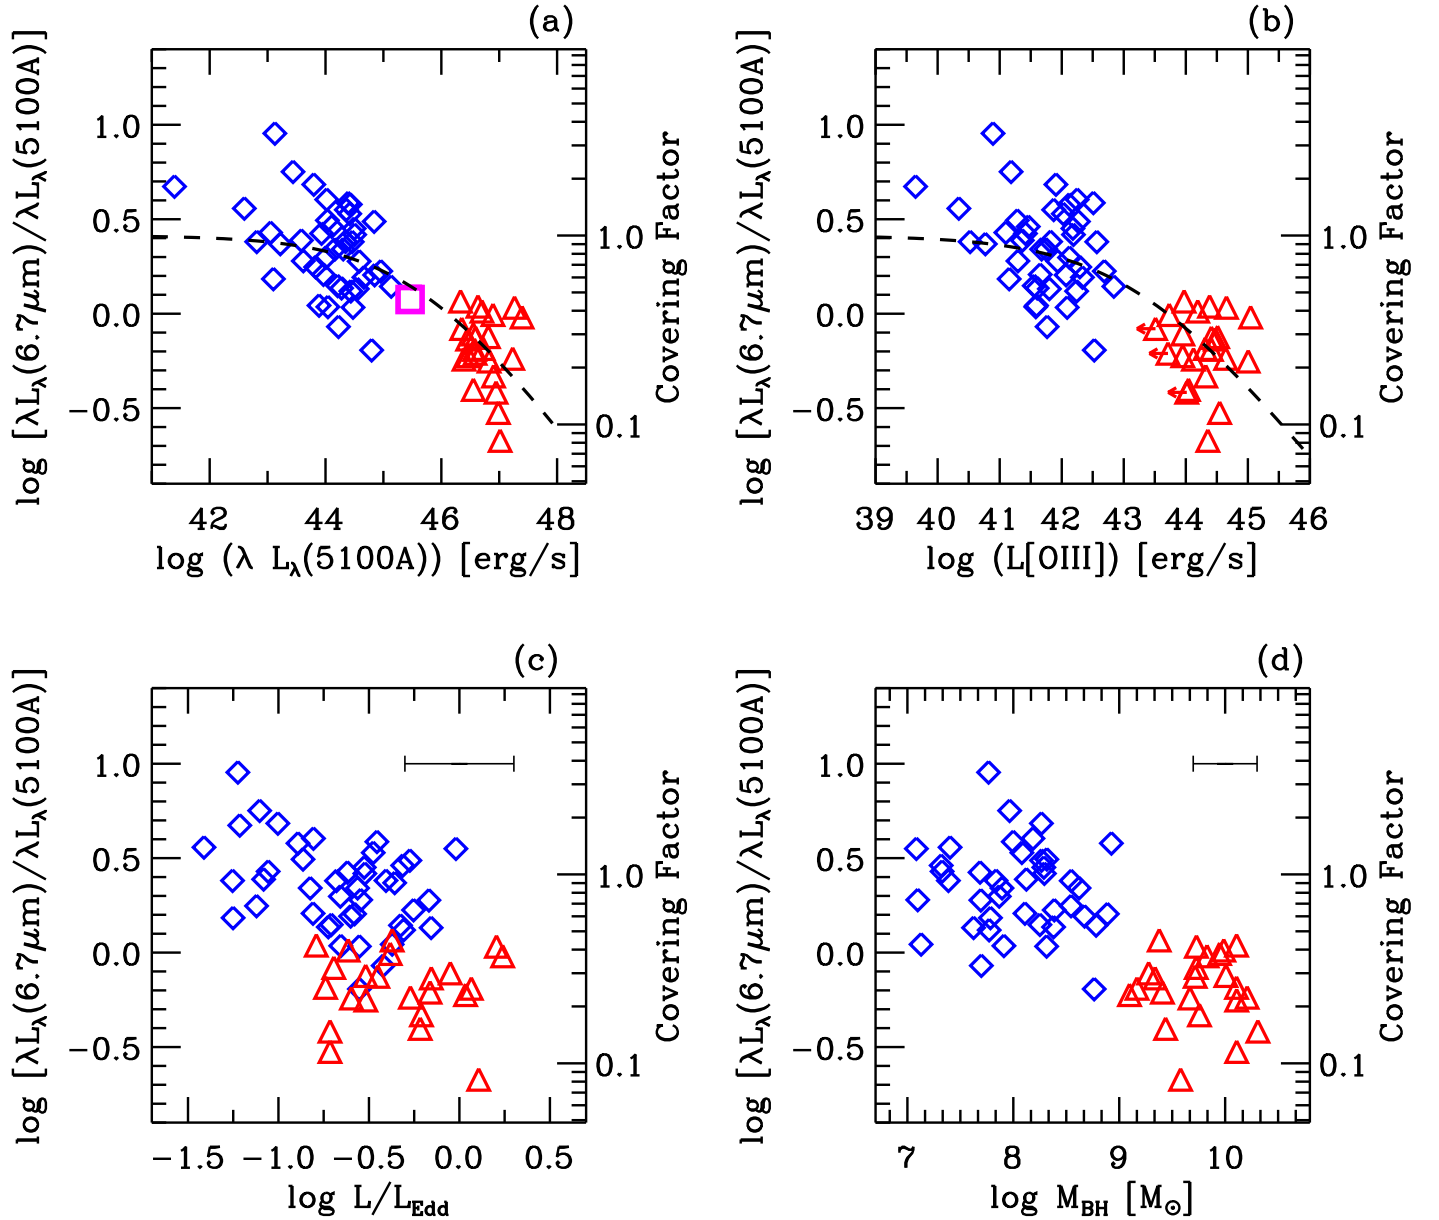 (a)
log [λLλ(6.7μm)/λLλ(5100A)]
1.0
0.5
0.0
−0.5
1.0
0.1
Covering Factor
42 44 46 48
log (λ Lλ(5100A)) [erg/s]
(b)
log [λLλ(6.7μm)/λLλ(5100A)]
1.0
0.5
0.0
−0.5
1.0
0.1
Covering Factor
39 40 41 42 43 44 45 46
log (L[OIII]) [erg/s]
(c)
log [λLλ(6.7μm)/λLλ(5100A)]
1.0
0.5
0.0
−0.5
1.0
0.1
Covering Factor
−1.5 −1.0 −0.5 0.0 0.5
log L/LEdd
(d)
log [λLλ(6.7μm)/λLλ(5100A)]
1.0
0.5
0.0
−0.5
1.0
0.1
Covering Factor
7 8 9 10
log MBH [M⊙]